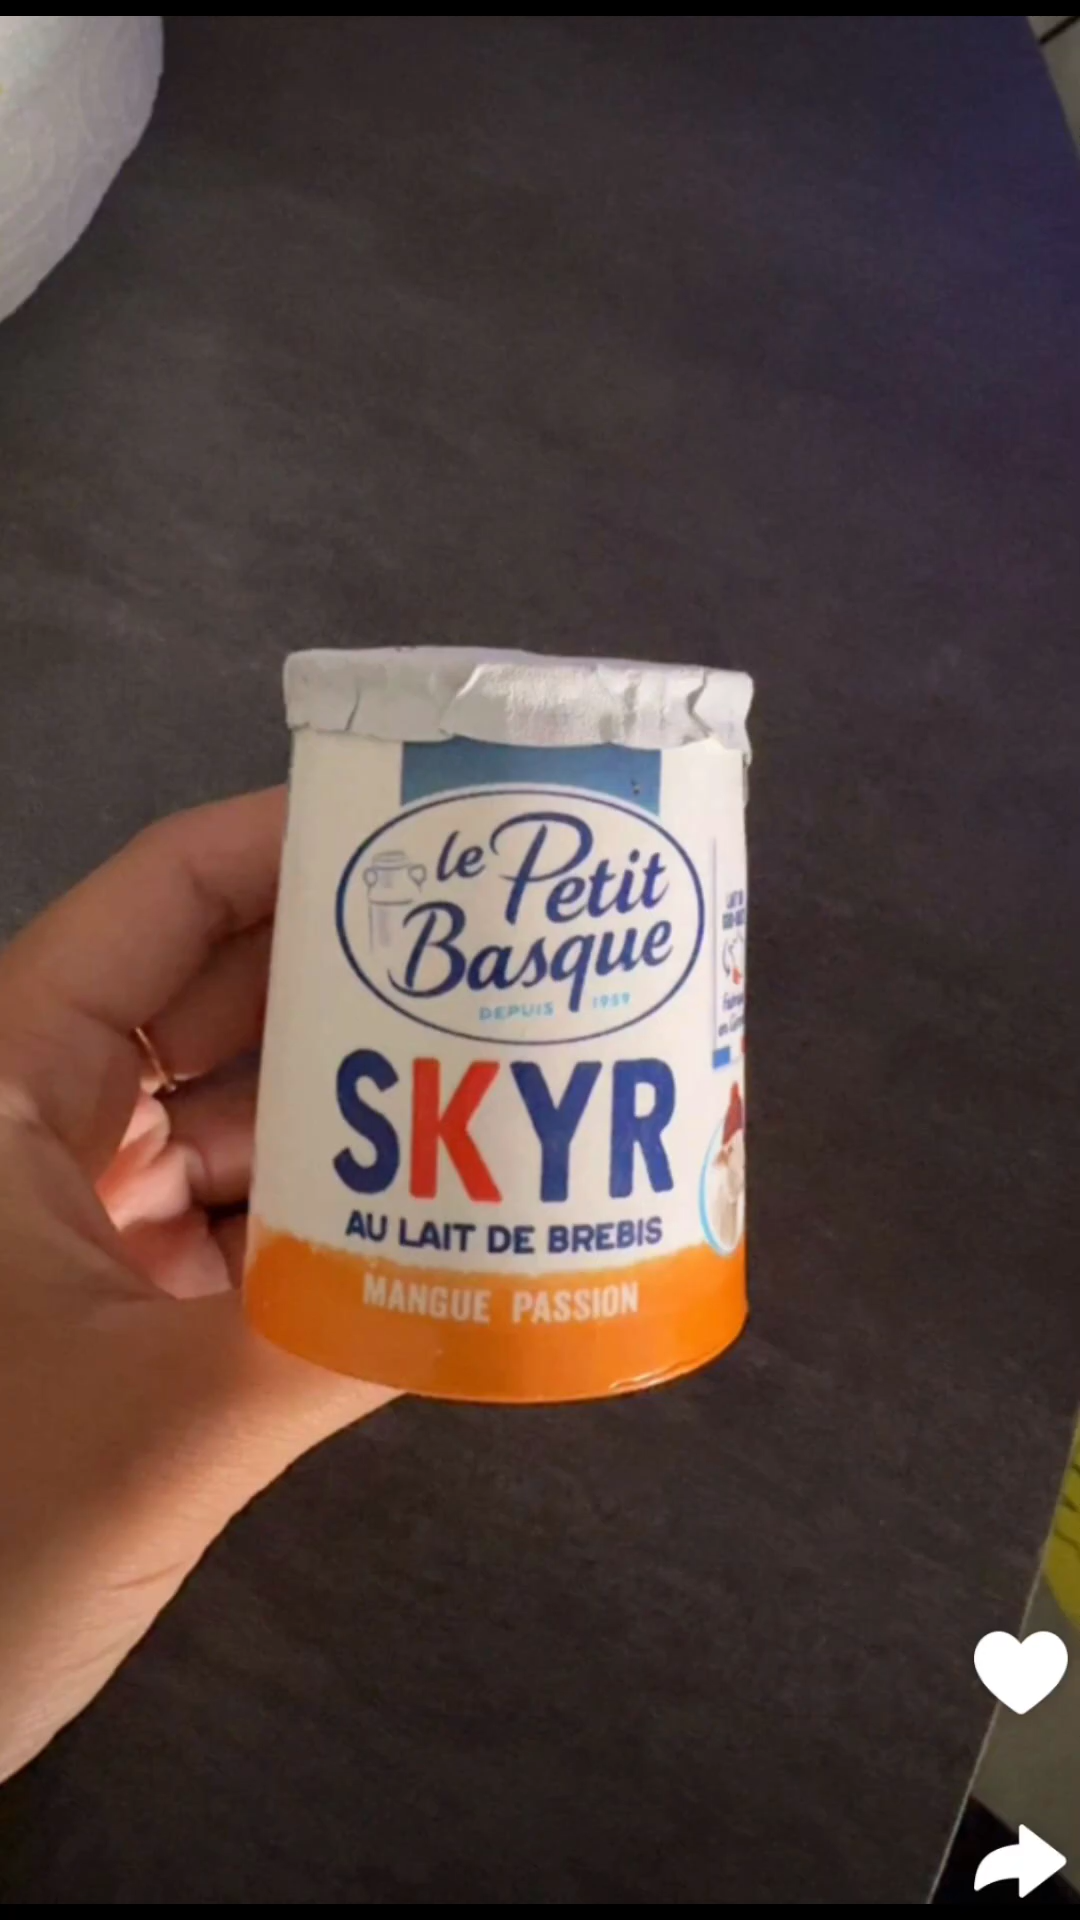 le Petit
Basque
DEPUIS 1959
SKYR
AU LAIT DE BREBIS
MANGUE PASSION